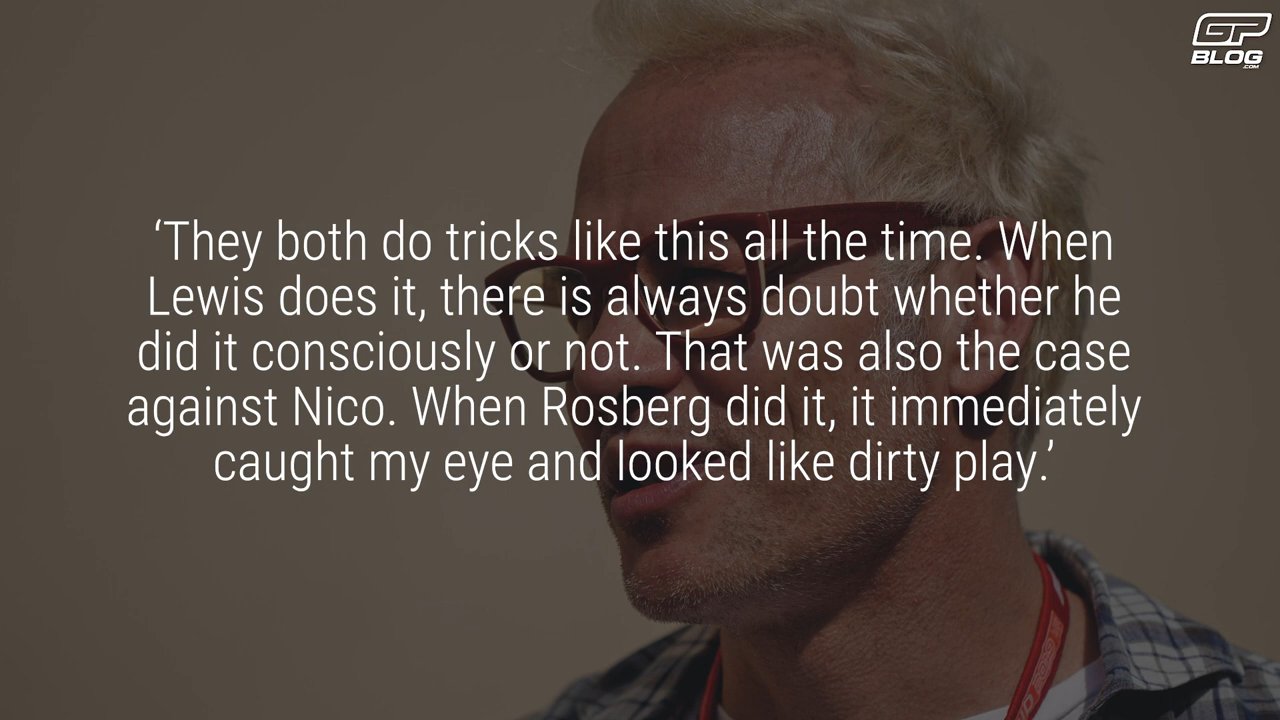 GP
BLOG
.COM
‘They both do tricks like this all the time. When
Lewis does it, there is always doubt whether he
did it consciously or not. That was also the case
against Nico. When Rosberg did it, it immediately
caught my eye and looked like dirty play.’